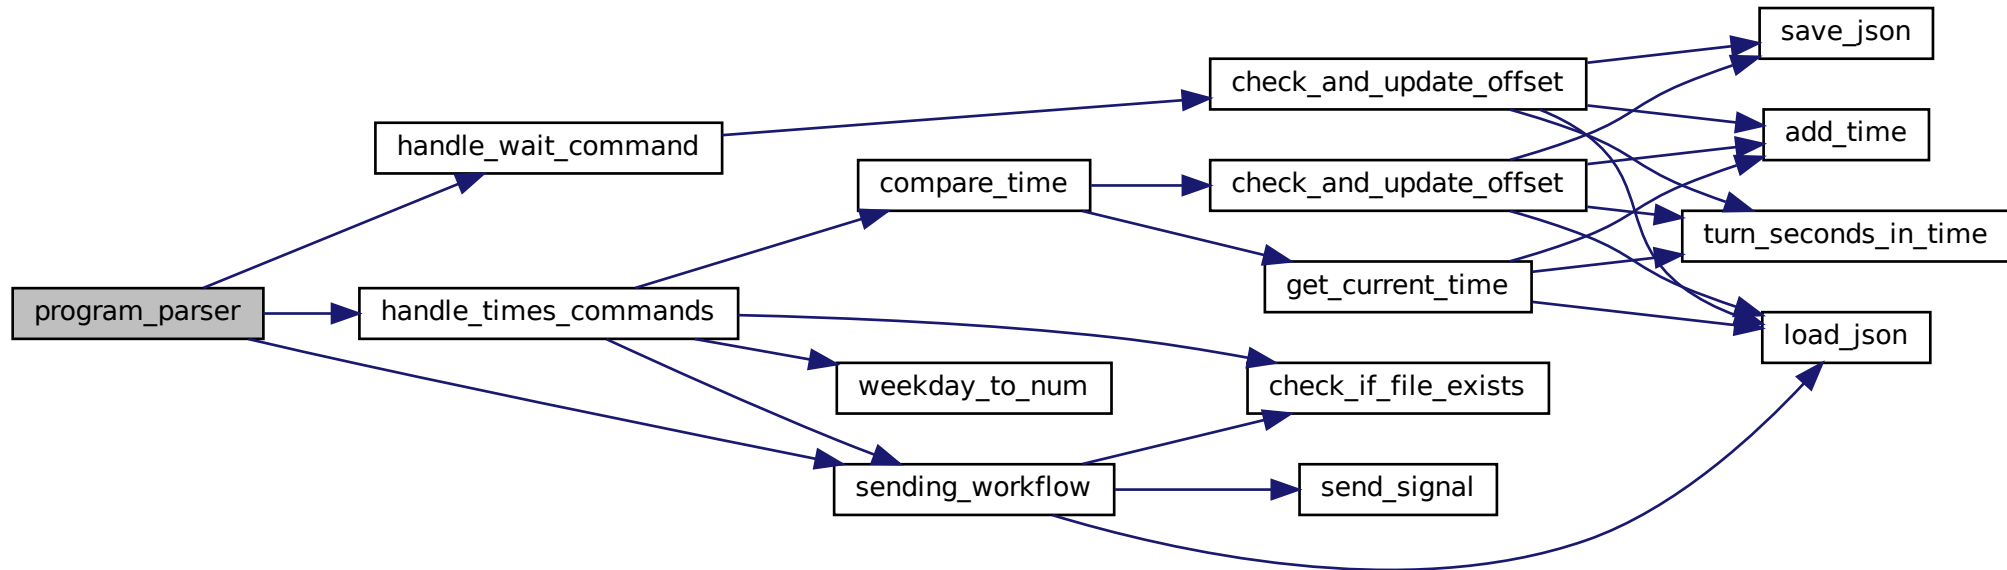 program_parser
handle_wait_command
handle_times_commands
compare_time
weekday_to_num
sending_workflow
check_and_update_offset
check_and_update_offset
get_current_time
check_if_file_exists
send_signal
save_json
add_time
turn_seconds_in_time
load_json